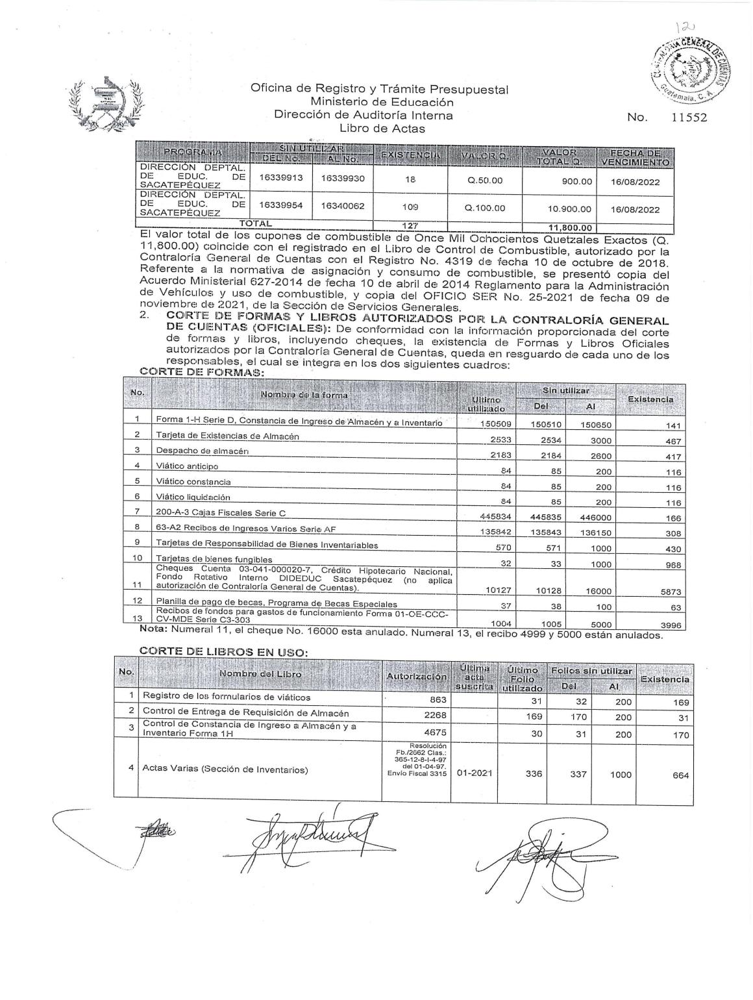 12
CONTRALORIA GENERAL DE CUENTAS
Guatemala, C. A.
Oficina de Registro y Trámite Presupuestal
Ministerio de Educación
Dirección de Auditoría Interna
Libro de Actas
No. 11552
PROGRAMA SIN UTILIZAR EXISTENCIA VALOR Q. VALOR TOTAL Q. FECHA DE VENCIMIENTO
DEL No. AL No.
DIRECCIÓN DEPTAL.
DE EDUC. DE
SACATEPÉQUEZ 16339913 16339930 18 Q.50.00 900.00 16/08/2022
DIRECCIÓN DEPTAL.
DE EDUC. DE
SACATEPÉQUEZ 16339954 16340062 109 Q.100.00 10.900.00 16/08/2022
TOTAL 127 11,800.00
El valor total de los cupones de combustible de Once Mil Ochocientos Quetzales Exactos (Q.
11,800.00) coincide con el registrado en el Libro de Control de Combustible, autorizado por la
Contraloría General de Cuentas con el Registro No. 4319 de fecha 10 de octubre de 2018.
Referente a la normativa de asignación y consumo de combustible, se presentó copia del
Acuerdo Ministerial 627-2014 de fecha 10 de abril de 2014 Reglamento para la Administración
de Vehículos y uso de combustible, y copia del OFICIO SER No. 25-2021 de fecha 09 de
noviembre de 2021, de la Sección de Servicios Generales.
2. CORTE DE FORMAS Y LIBROS AUTORIZADOS POR LA CONTRALORÍA GENERAL
DE CUENTAS (OFICIALES): De conformidad con la información proporcionada del corte
de formas y libros, incluyendo cheques, la existencia de Formas y Libros Oficiales
autorizados por la Contraloría General de Cuentas, queda en resguardo de cada uno de los
responsables, el cual se integra en los dos siguientes cuadros:
CORTE DE FORMAS:
No. Nombre de la forma Último utilizado Sin utilizar Existencia
Del Al
1 Forma 1-H Serie D, Constancia de Ingreso de Almacén y a Inventario 150509 150510 150650 141
2 Tarjeta de Existencias de Almacén 2533 2534 3000 467
3 Despacho de almacén 2183 2184 2600 417
4 Viático anticipo 84 85 200 116
5 Viático constancia 84 85 200 116
6 Viático liquidación 84 85 200 116
7 200-A-3 Cajas Fiscales Serie C 445834 445835 446000 166
8 63-A2 Recibos de Ingresos Varios Serie AF 135842 135843 136150 308
9 Tarjetas de Responsabilidad de Bienes Inventariables 570 571 1000 430
10 Tarjetas de bienes fungibles 32 33 1000 968
Cheques Cuenta 03-041-000020-7, Crédito Hipotecario Nacional,
Fondo Rotativo Interno DIDEDUC Sacatepéquez (no aplica
11 autorización de Contraloría General de Cuentas). 10127 10128 16000 5873
12 Planilla de pago de becas, Programa de Becas Especiales 37 38 100 63
Recibos de fondos para gastos de funcionamiento Forma 01-OE-CCC-
13 CV-MDE Serie C3-303 1004 1005 5000 3996
Nota: Numeral 11, el cheque No. 16000 esta anulado. Numeral 13, el recibo 4999 y 5000 están anulados.
CORTE DE LIBROS EN USO:
No. Nombre del Libro Autorización Última acta suscrita Último Folio utilizado Folios sin utilizar Existencia
Del Al
1 Registro de los formularios de viáticos 863 31 32 200 169
2 Control de Entrega de Requisición de Almacén 2268 169 170 200 31
3 Control de Constancia de Ingreso a Almacén y a
Inventario Forma 1H 4675 30 31 200 170
Resolución
Fb./2662 Clas.:
365-12-8-I-4-97
del 01-04-97.
Envío Fiscal 3315
4 Actas Varias (Sección de Inventarios) 01-2021 336 337 1000 664